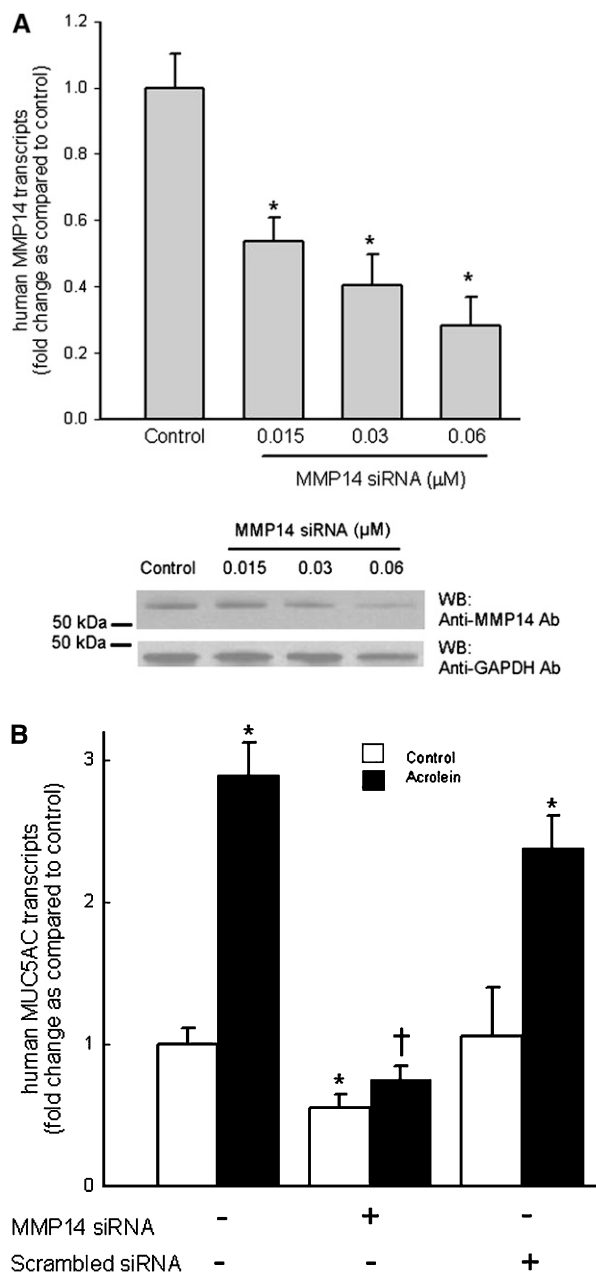 A
human MMP14 transcripts
(fold change as compared to control)
1.2
1.0
0.8
0.6
0.4
0.2
0.0
*
*
*
Control 0.015 0.03 0.06
MMP14 siRNA (µM)
MMP14 siRNA (µM)
Control 0.015 0.03 0.06
WB:
Anti-MMP14 Ab
50 kDa
50 kDa
WB:
Anti-GAPDH Ab
B
human MUC5AC transcripts
(fold change as compared to control)
3
2
1
0
Control
Acrolein
*
*
†
*
MMP14 siRNA - + -
Scrambled siRNA - - +